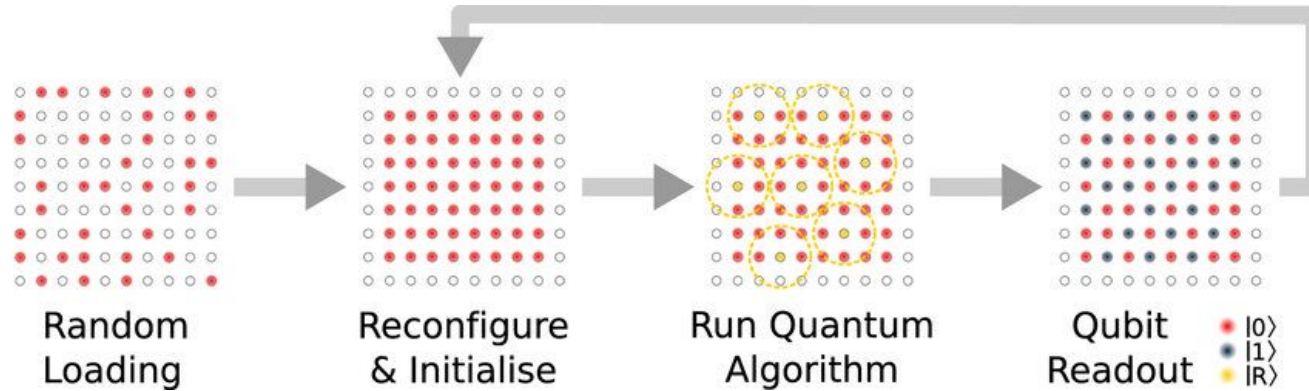 Random
Loading
Reconfigure
& Initialise
Run Quantum
Algorithm
Qubit
Readout
|0⟩
|1⟩
|R⟩